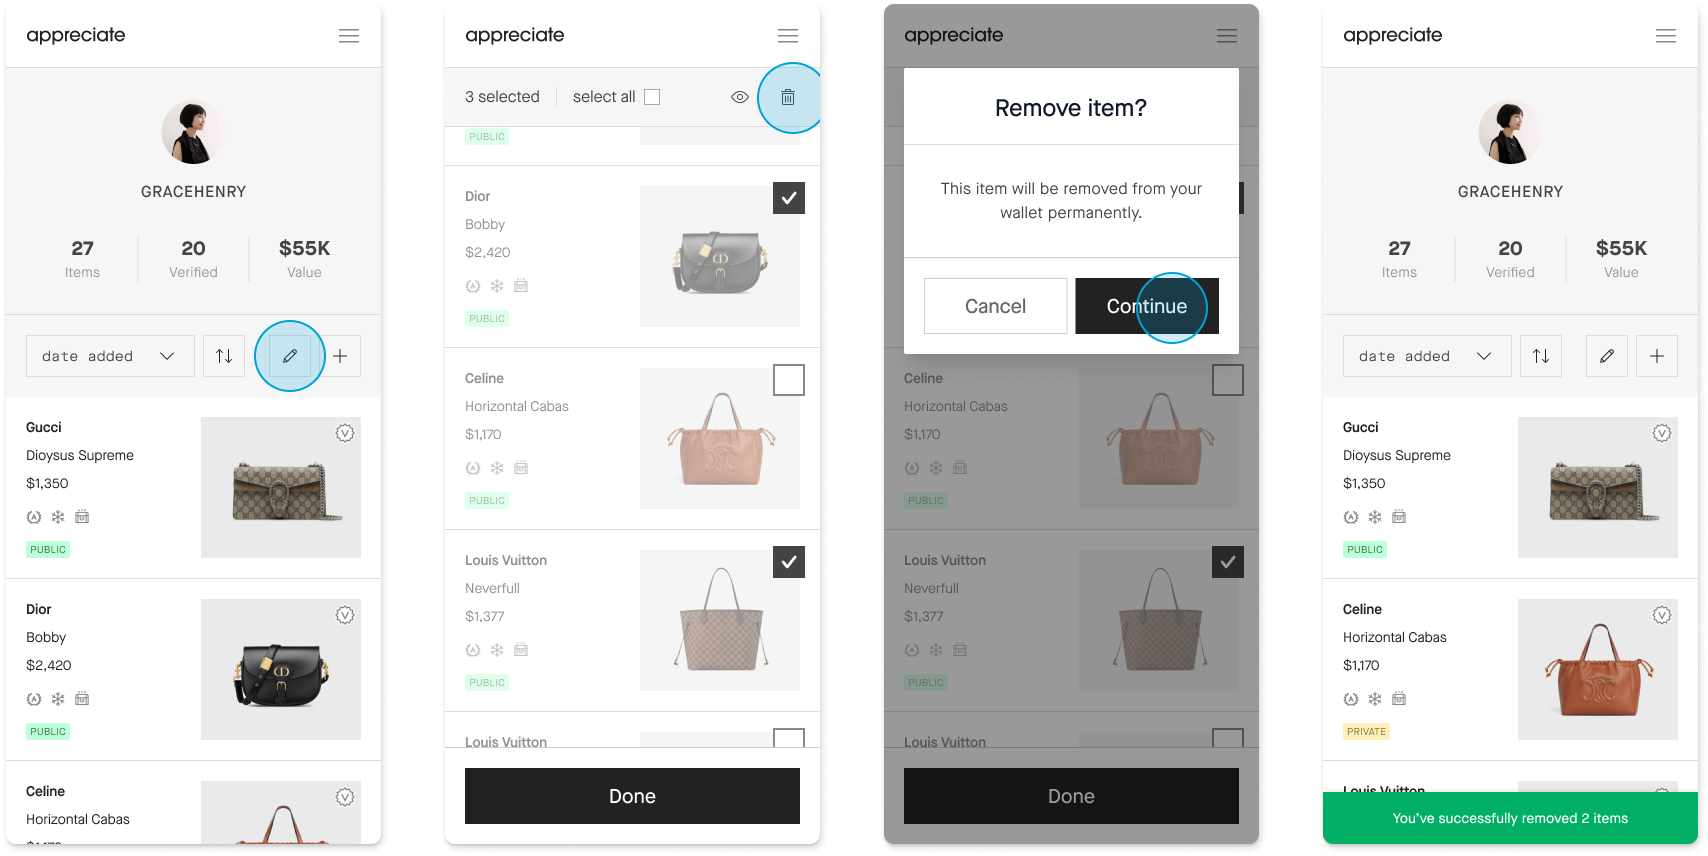 appreciate
GRACEHENRY
27 20 $55K
Items Verified Value
date added
Gucci
Dioysus Supreme
$1,350
PUBLIC
Dior
Bobby
$2,420
PUBLIC
Celine
Horizontal Cabas
appreciate
3 selected select all
PUBLIC
Dior
Bobby
$2,420
PUBLIC
Celine
Horizontal Cabas
$1,170
PUBLIC
Louis Vuitton
Neverfull
$1,377
PUBLIC
Louis Vuitton
Done
appreciate
Remove item?
This item will be removed from your
wallet permanently.
Cancel Continue
Celine
Horizontal Cabas
$1,170
PUBLIC
Louis Vuitton
Neverfull
$1,377
PUBLIC
Louis Vuitton
Done
appreciate
GRACEHENRY
27 20 $55K
Items Verified Value
date added
Gucci
Dioysus Supreme
$1,350
PUBLIC
Celine
Horizontal Cabas
$1,170
PRIVATE
Louis Vuitton
You've successfully removed 2 items